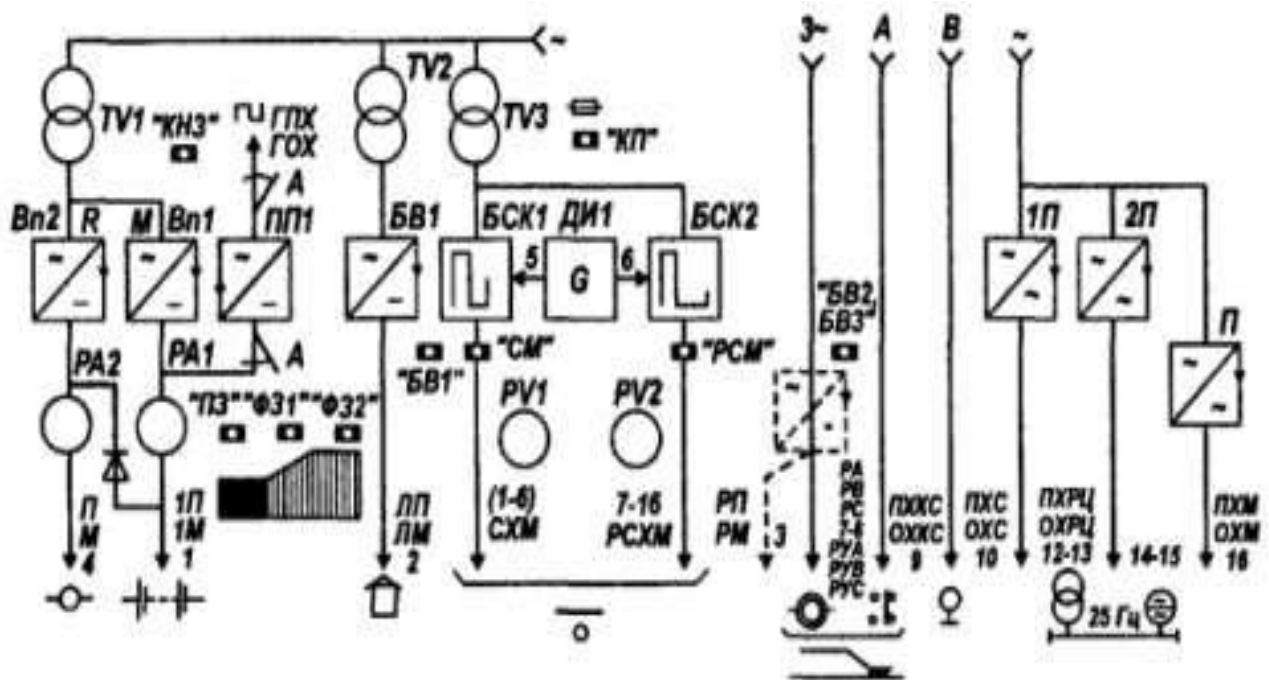 3~ A B ~
~
TV1 "КНЗ" ГПХ
ГОХ
TV2
TV3
"КП"
A
Вп2 R M Вп1 ПП1 БВ1 БСК1 ДИ1 БСК2
1П 2П
~ ~ ~ ~ 5 G 6 ~ ~
– – – –
~ ~
"БВ2,
БВ3"
П
РА2 РА1 A
"СМ" "РСМ"
"БВ1"
~
~
"ПЗ" "ФЗ1" "ФЗ2"
PV1 PV2
~
-
П
М
4
1П
1М
1
ЛП
ЛМ
2
(1-6)
СХМ
7-16
РСХМ
РП
РМ
3
РА
РВ
РС
7-8
РУА
РУВ
РУС
ПХКС
ОХКС
9
ПХС
ОХС
10
ПХРЦ
ОХРЦ
12-13
14-15
ПХМ
ОХМ
16
25 Гц